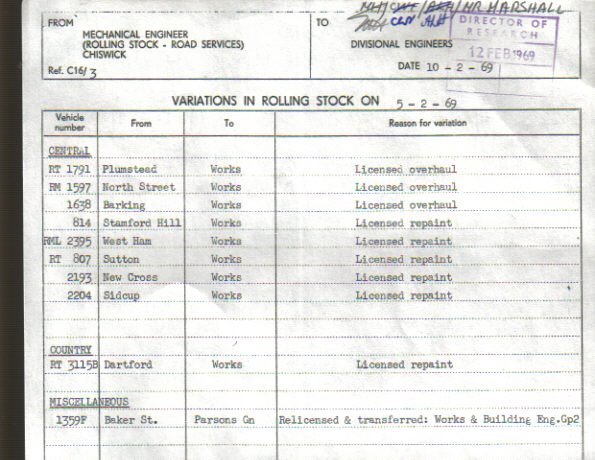 FROM
MECHANICAL ENGINEER
(ROLLING STOCK - ROAD SERVICES)
CHISWICK
Ref. C16/3
TO MR MARSHALL
DIVISIONAL ENGINEERS
DATE 10 - 2 - 69
DIRECTOR OF
RESEARCH
12 FEB 1969
VARIATIONS IN ROLLING STOCK ON 5 - 2 - 69
Vehicle number From To Reason for variation
CENTRAL
RT 1791 Plumstead Works Licensed overhaul
RM 1597 North Street Works Licensed overhaul
1638 Barking Works Licensed overhaul
814 Stamford Hill Works Licensed repaint
RML 2395 West Ham Works Licensed repaint
RT 807 Sutton Works Licensed repaint
2193 New Cross Works Licensed repaint
2204 Sidcup Works Licensed repaint
COUNTRY
RT 3115B Dartford Works Licensed repaint
MISCELLANEOUS
1359F Baker St. Parsons Gn Relicensed & transferred: Works & Building Eng.Gp2